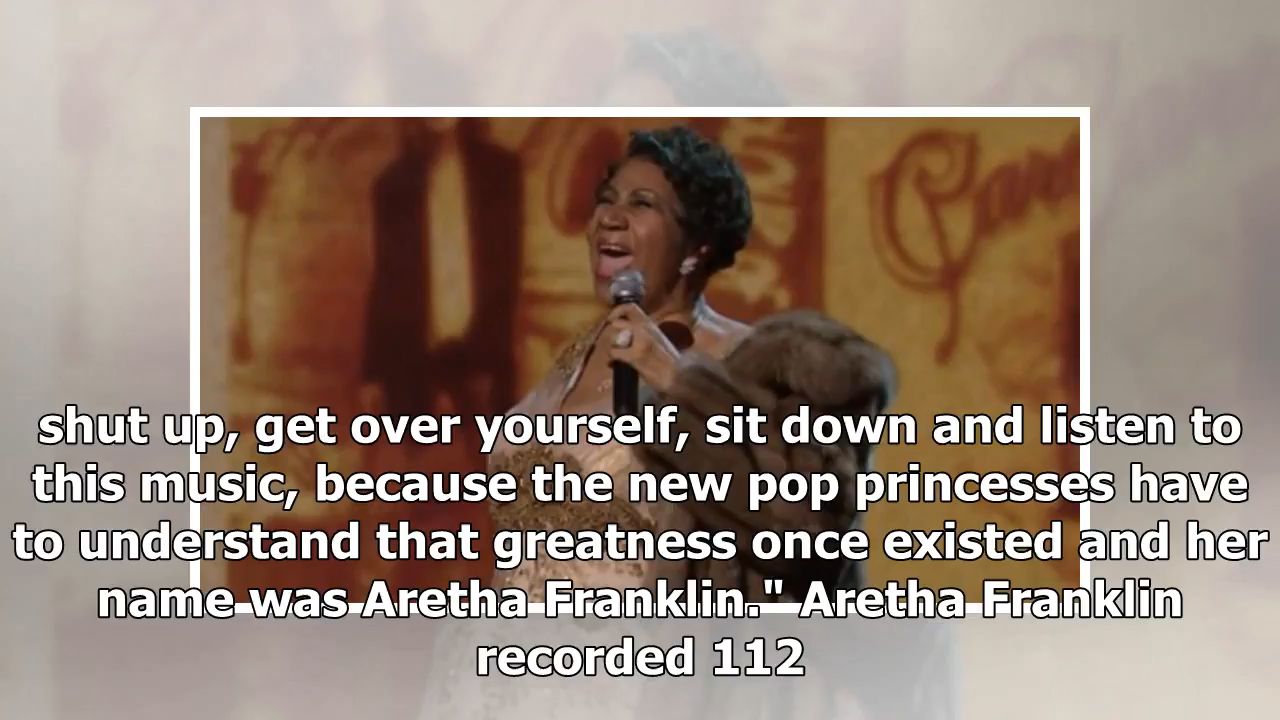 Car
shut up, get over yourself, sit down and listen to
this music, because the new pop princesses have
to understand that greatness once existed and her
name was Aretha Franklin." Aretha Franklin
recorded 112